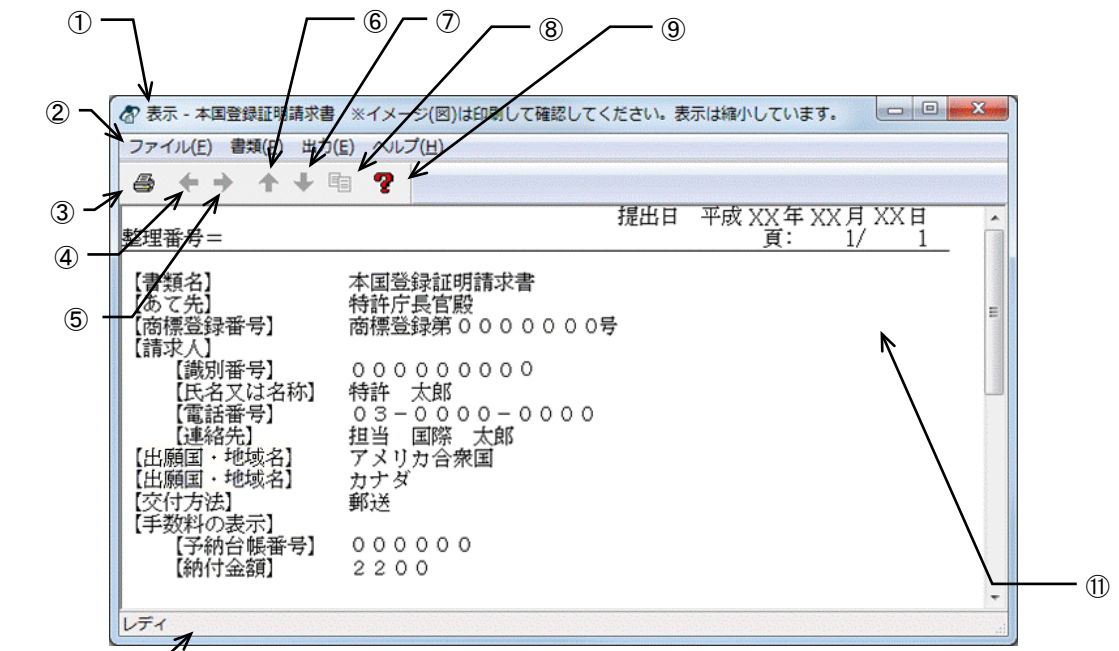 ① ⑥ ⑦ ⑧ ⑨
② 表示 - 本国登録証明請求書 ※イメージ(図)は印刷して確認してください。表示は縮小しています。
ファイル(F) 書類(P) 出力(E) ヘルプ(H)
③
提出日 平成 XX年 XX月 XX日
整理番号＝ 頁: 1/ 1
④
【書類名】 本国登録証明請求書
【あて先】 特許庁長官殿
⑤
【商標登録番号】 商標登録第０００００００号
【請求人】
【識別番号】 ０００００００００
【氏名又は名称】 特許 太郎
【電話番号】 ０３－００００－００００
【連絡先】 担当 国際 太郎
【出願国・地域名】 アメリカ合衆国
【出願国・地域名】 カナダ
【交付方法】 郵送
【手数料の表示】
【予納台帳番号】 ００００００
【納付金額】 ２２００
⑪
レディ